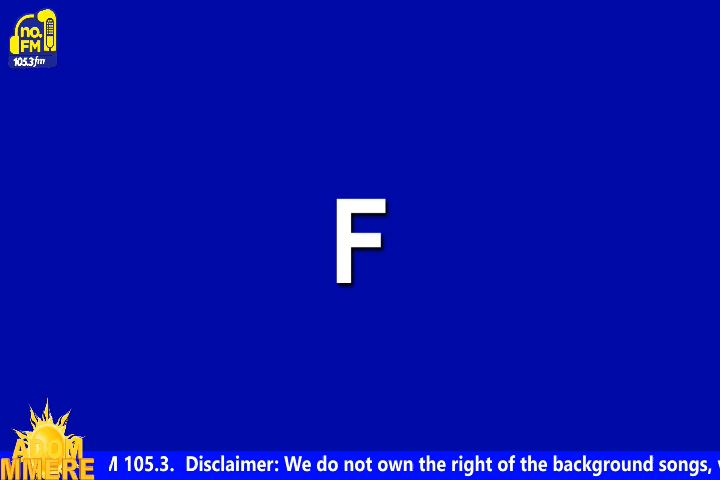 no.1
FM
105.3fm
F
ADOM
MMERE
M 105.3. Disclaimer: We do not own the right of the background songs,